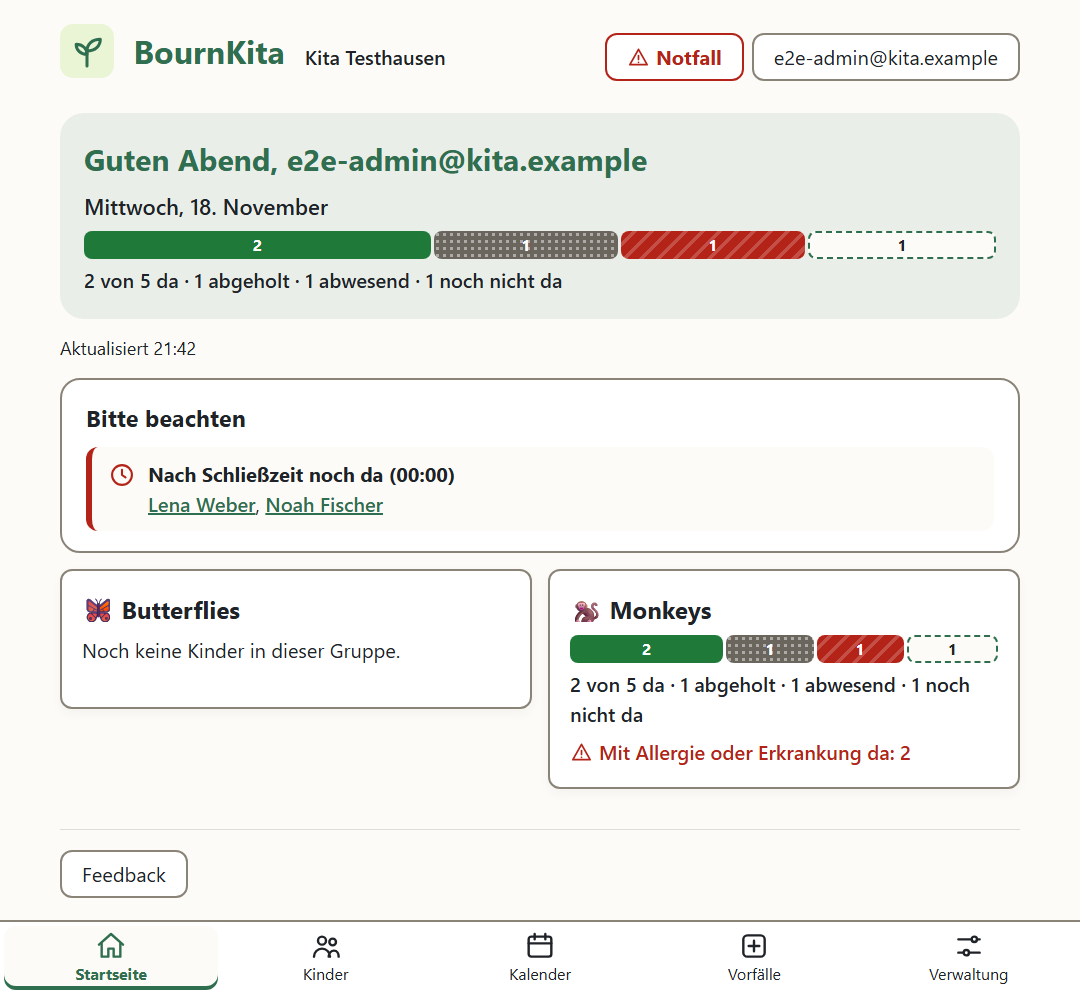 BournKita Kita Testhausen
Notfall
e2e-admin@kita.example
Guten Abend, e2e-admin@kita.example
Mittwoch, 18. November
2 1 1 1
2 von 5 da · 1 abgeholt · 1 abwesend · 1 noch nicht da
Aktualisiert 21:42
Bitte beachten
Nach Schließzeit noch da (00:00)
Lena Weber, Noah Fischer
Butterflies
Noch keine Kinder in dieser Gruppe.
Monkeys
2 1 1 1
2 von 5 da · 1 abgeholt · 1 abwesend · 1 noch
nicht da
Mit Allergie oder Erkrankung da: 2
Feedback
Startseite
Kinder
Kalender
Vorfälle
Verwaltung